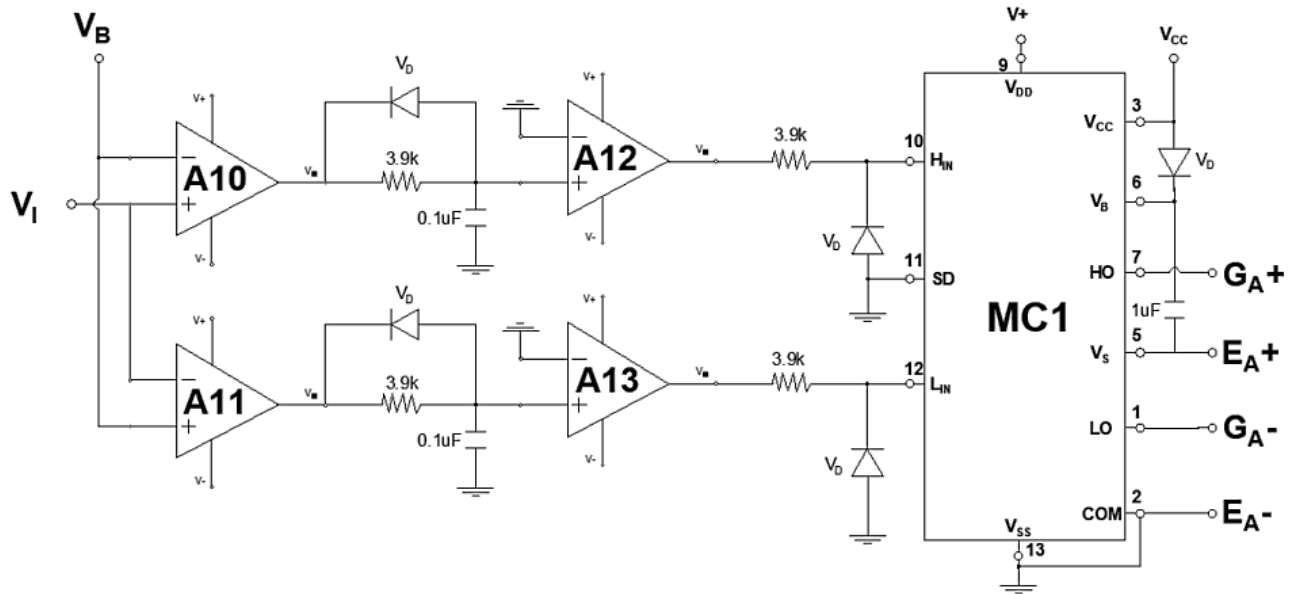 V+
V_B
V_CC
V_D
9
V_DD
3
V+
V+
V_CC
10
3.9k
H_IN
V_D
A10
3.9k
A12
6
V_B
V_I
0.1uF
V_D
11
SD
7
HO
G_A+
V-
V-
V_D
MC1
1uF
V+
V+
5
V_S
E_A+
3.9k
12
L_IN
A11
3.9k
A13
1
LO
G_A-
0.1uF
V_D
V-
V-
2
COM
E_A-
V_SS
13